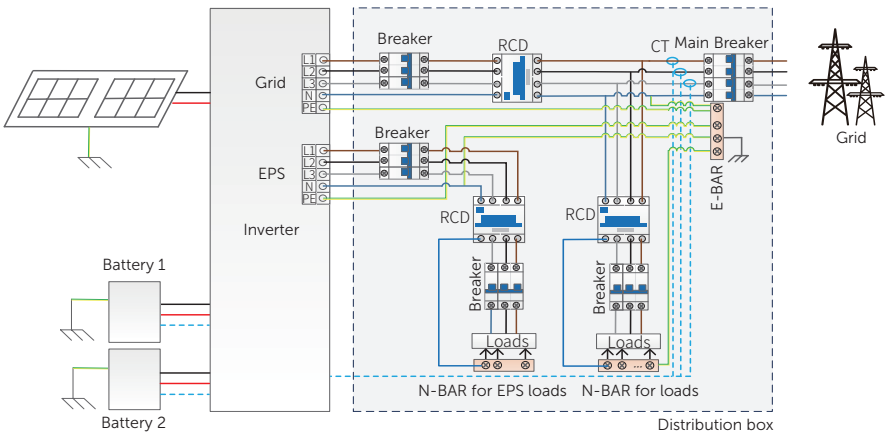 Breaker
RCD
CT
Main Breaker
L1
L2
L3
N
PE
Grid
Grid
Breaker
L1
L2
L3
N
PE
EPS
E-BAR
RCD
RCD
Inverter
Battery 1
Breaker
Breaker
Loads
Loads
...
N-BAR for EPS loads
N-BAR for loads
Battery 2
Distribution box